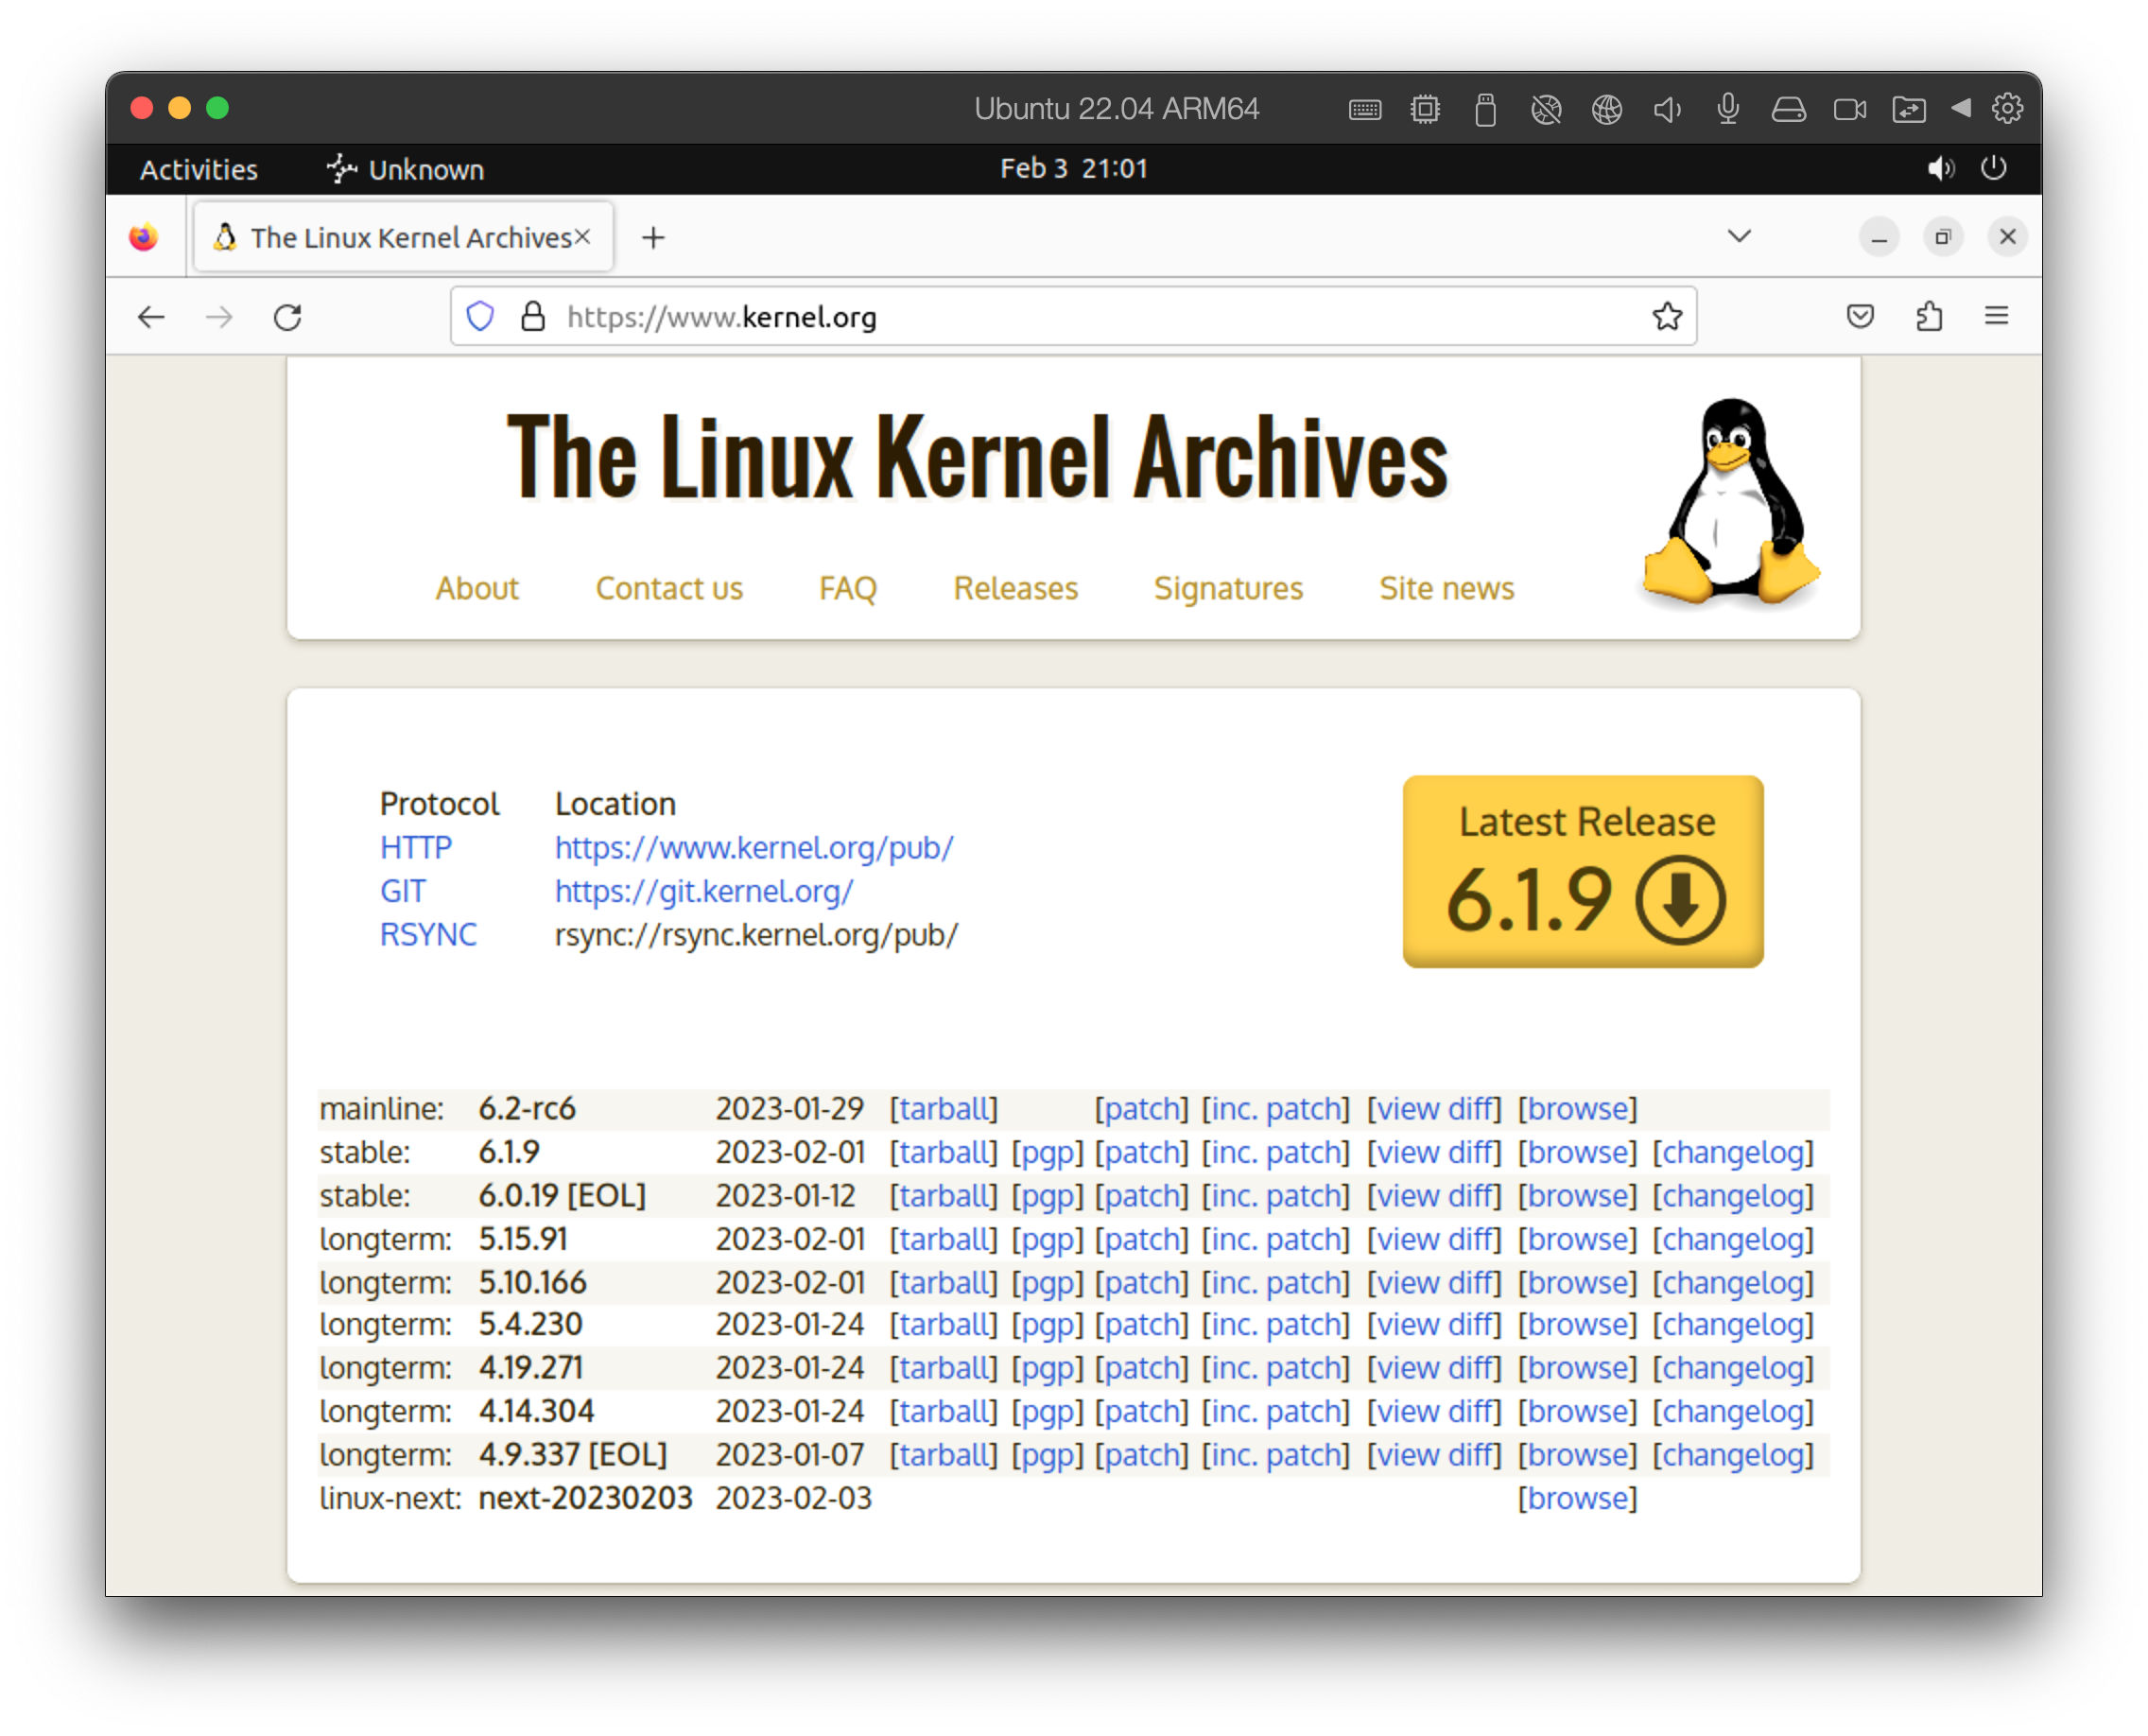 Ubuntu 22.04 ARM64
Activities Unknown Feb 3 21:01
The Linux Kernel Archives
https://www.kernel.org
The Linux Kernel Archives
About Contact us FAQ Releases Signatures Site news
Protocol Location
HTTP https://www.kernel.org/pub/
GIT https://git.kernel.org/
RSYNC rsync://rsync.kernel.org/pub/
Latest Release
6.1.9
mainline: 6.2-rc6 2023-01-29 [tarball] [patch] [inc. patch] [view diff] [browse]
stable: 6.1.9 2023-02-01 [tarball] [pgp] [patch] [inc. patch] [view diff] [browse] [changelog]
stable: 6.0.19 [EOL] 2023-01-12 [tarball] [pgp] [patch] [inc. patch] [view diff] [browse] [changelog]
longterm: 5.15.91 2023-02-01 [tarball] [pgp] [patch] [inc. patch] [view diff] [browse] [changelog]
longterm: 5.10.166 2023-02-01 [tarball] [pgp] [patch] [inc. patch] [view diff] [browse] [changelog]
longterm: 5.4.230 2023-01-24 [tarball] [pgp] [patch] [inc. patch] [view diff] [browse] [changelog]
longterm: 4.19.271 2023-01-24 [tarball] [pgp] [patch] [inc. patch] [view diff] [browse] [changelog]
longterm: 4.14.304 2023-01-24 [tarball] [pgp] [patch] [inc. patch] [view diff] [browse] [changelog]
longterm: 4.9.337 [EOL] 2023-01-07 [tarball] [pgp] [patch] [inc. patch] [view diff] [browse] [changelog]
linux-next: next-20230203 2023-02-03 [browse]